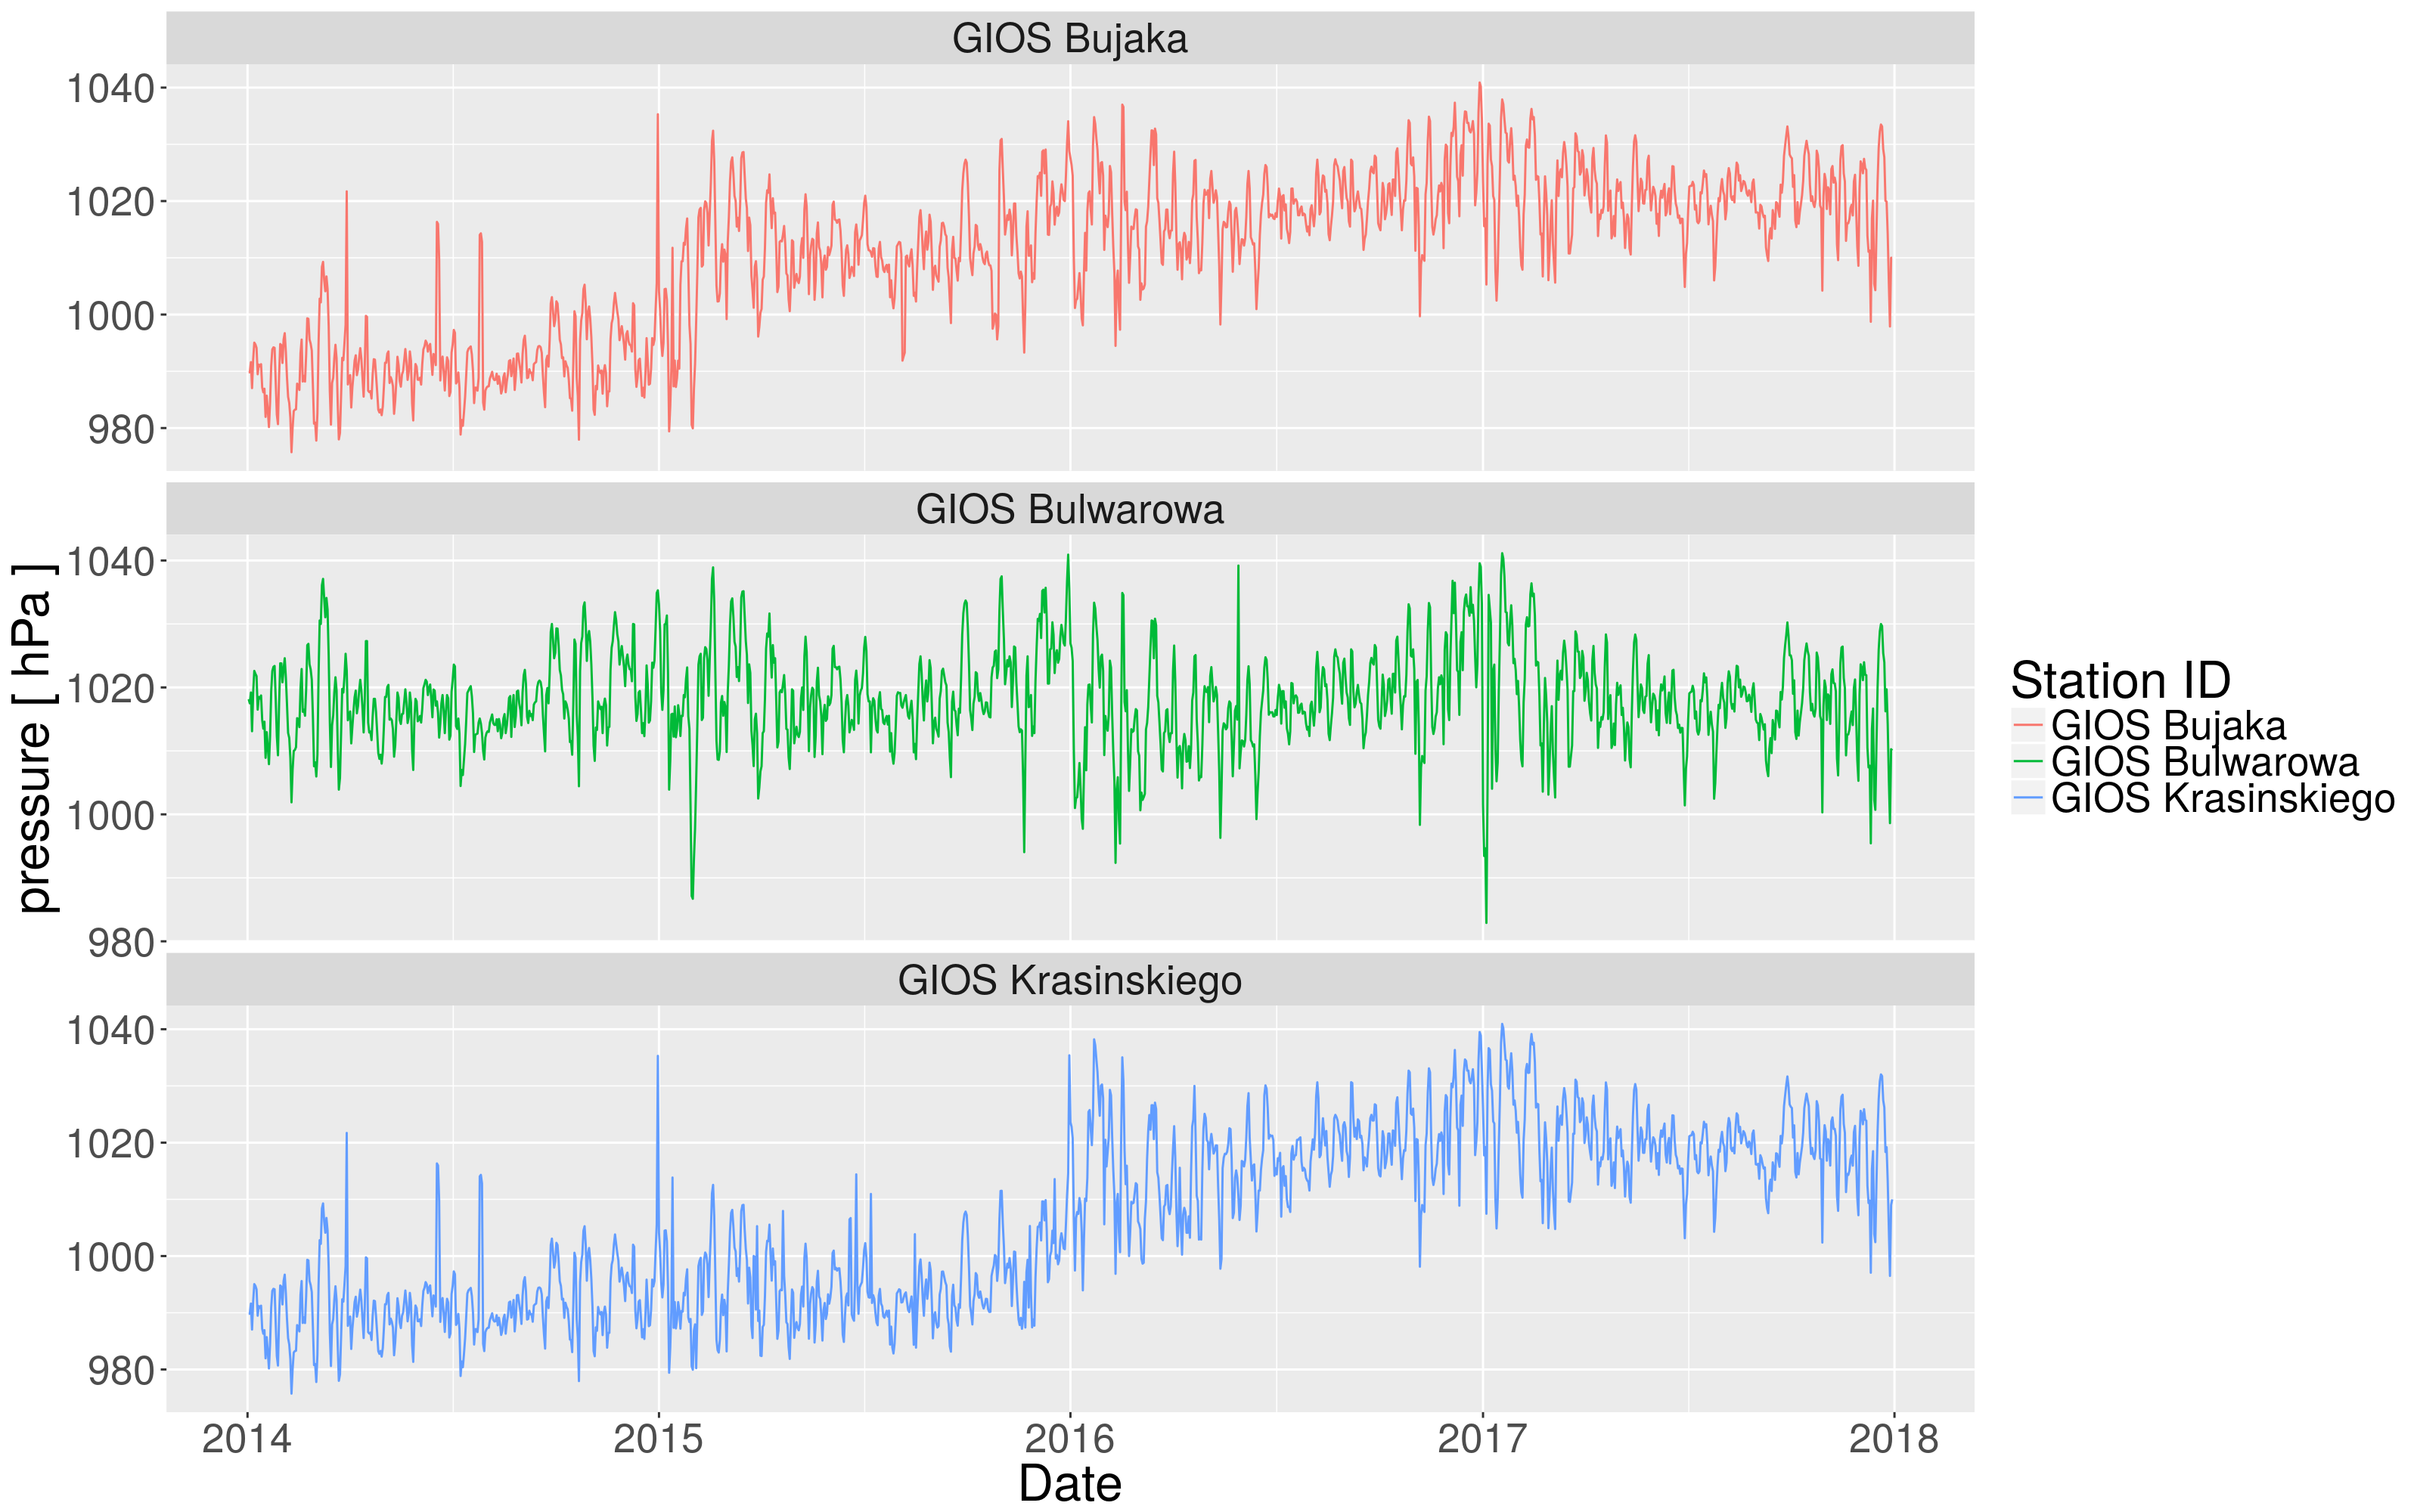 GIOS Bujaka
1040
1020
1000
980
GIOS Bulwarowa
1040
1020
1000
980
GIOS Krasinskiego
1040
1020
1000
980
2014 2015 2016 2017 2018
Date
pressure [ hPa ]
Station ID
GIOS Bujaka
GIOS Bulwarowa
GIOS Krasinskiego